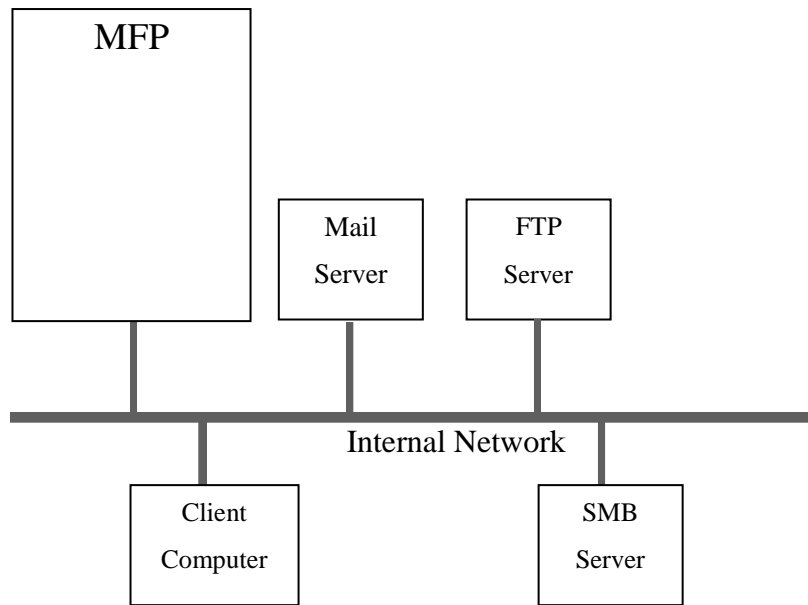 MFP
Mail
Server
FTP
Server
Internal Network
Client
Computer
SMB
Server